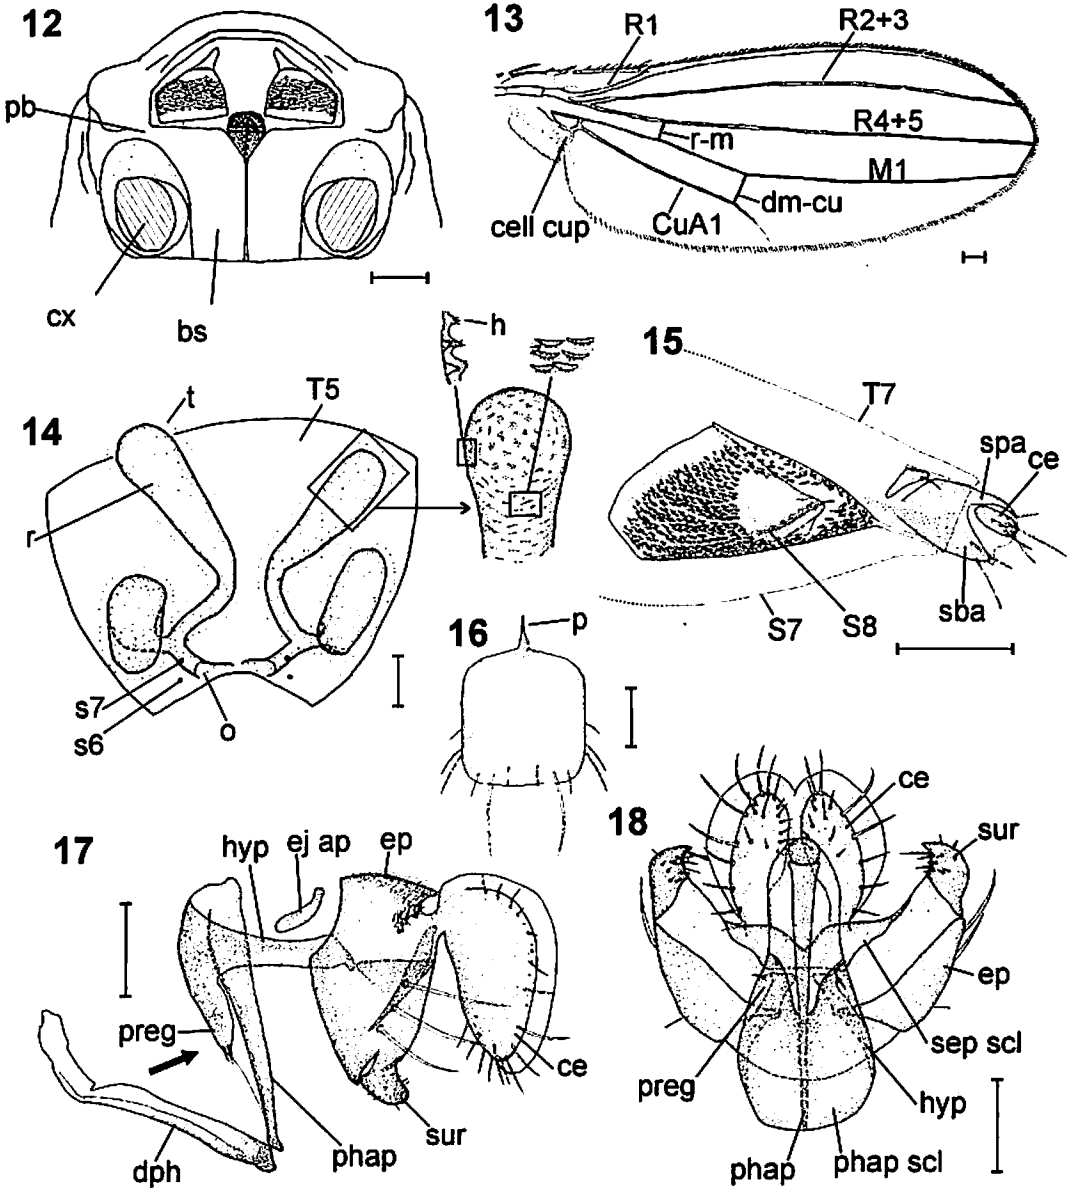 12
pb
cx
bs
13
R1
R2+3
R4+5
r-m
M1
dm-cu
CuA1
cell cup
14
t
T5
r
s7
s6
o
h
15
T7
spa
ce
sba
S8
S7
16
p
17
hyp
ej ap
ep
preg
ce
sur
phap
dph
18
ce
sur
ep
sep scl
hyp
preg
phap
phap scl